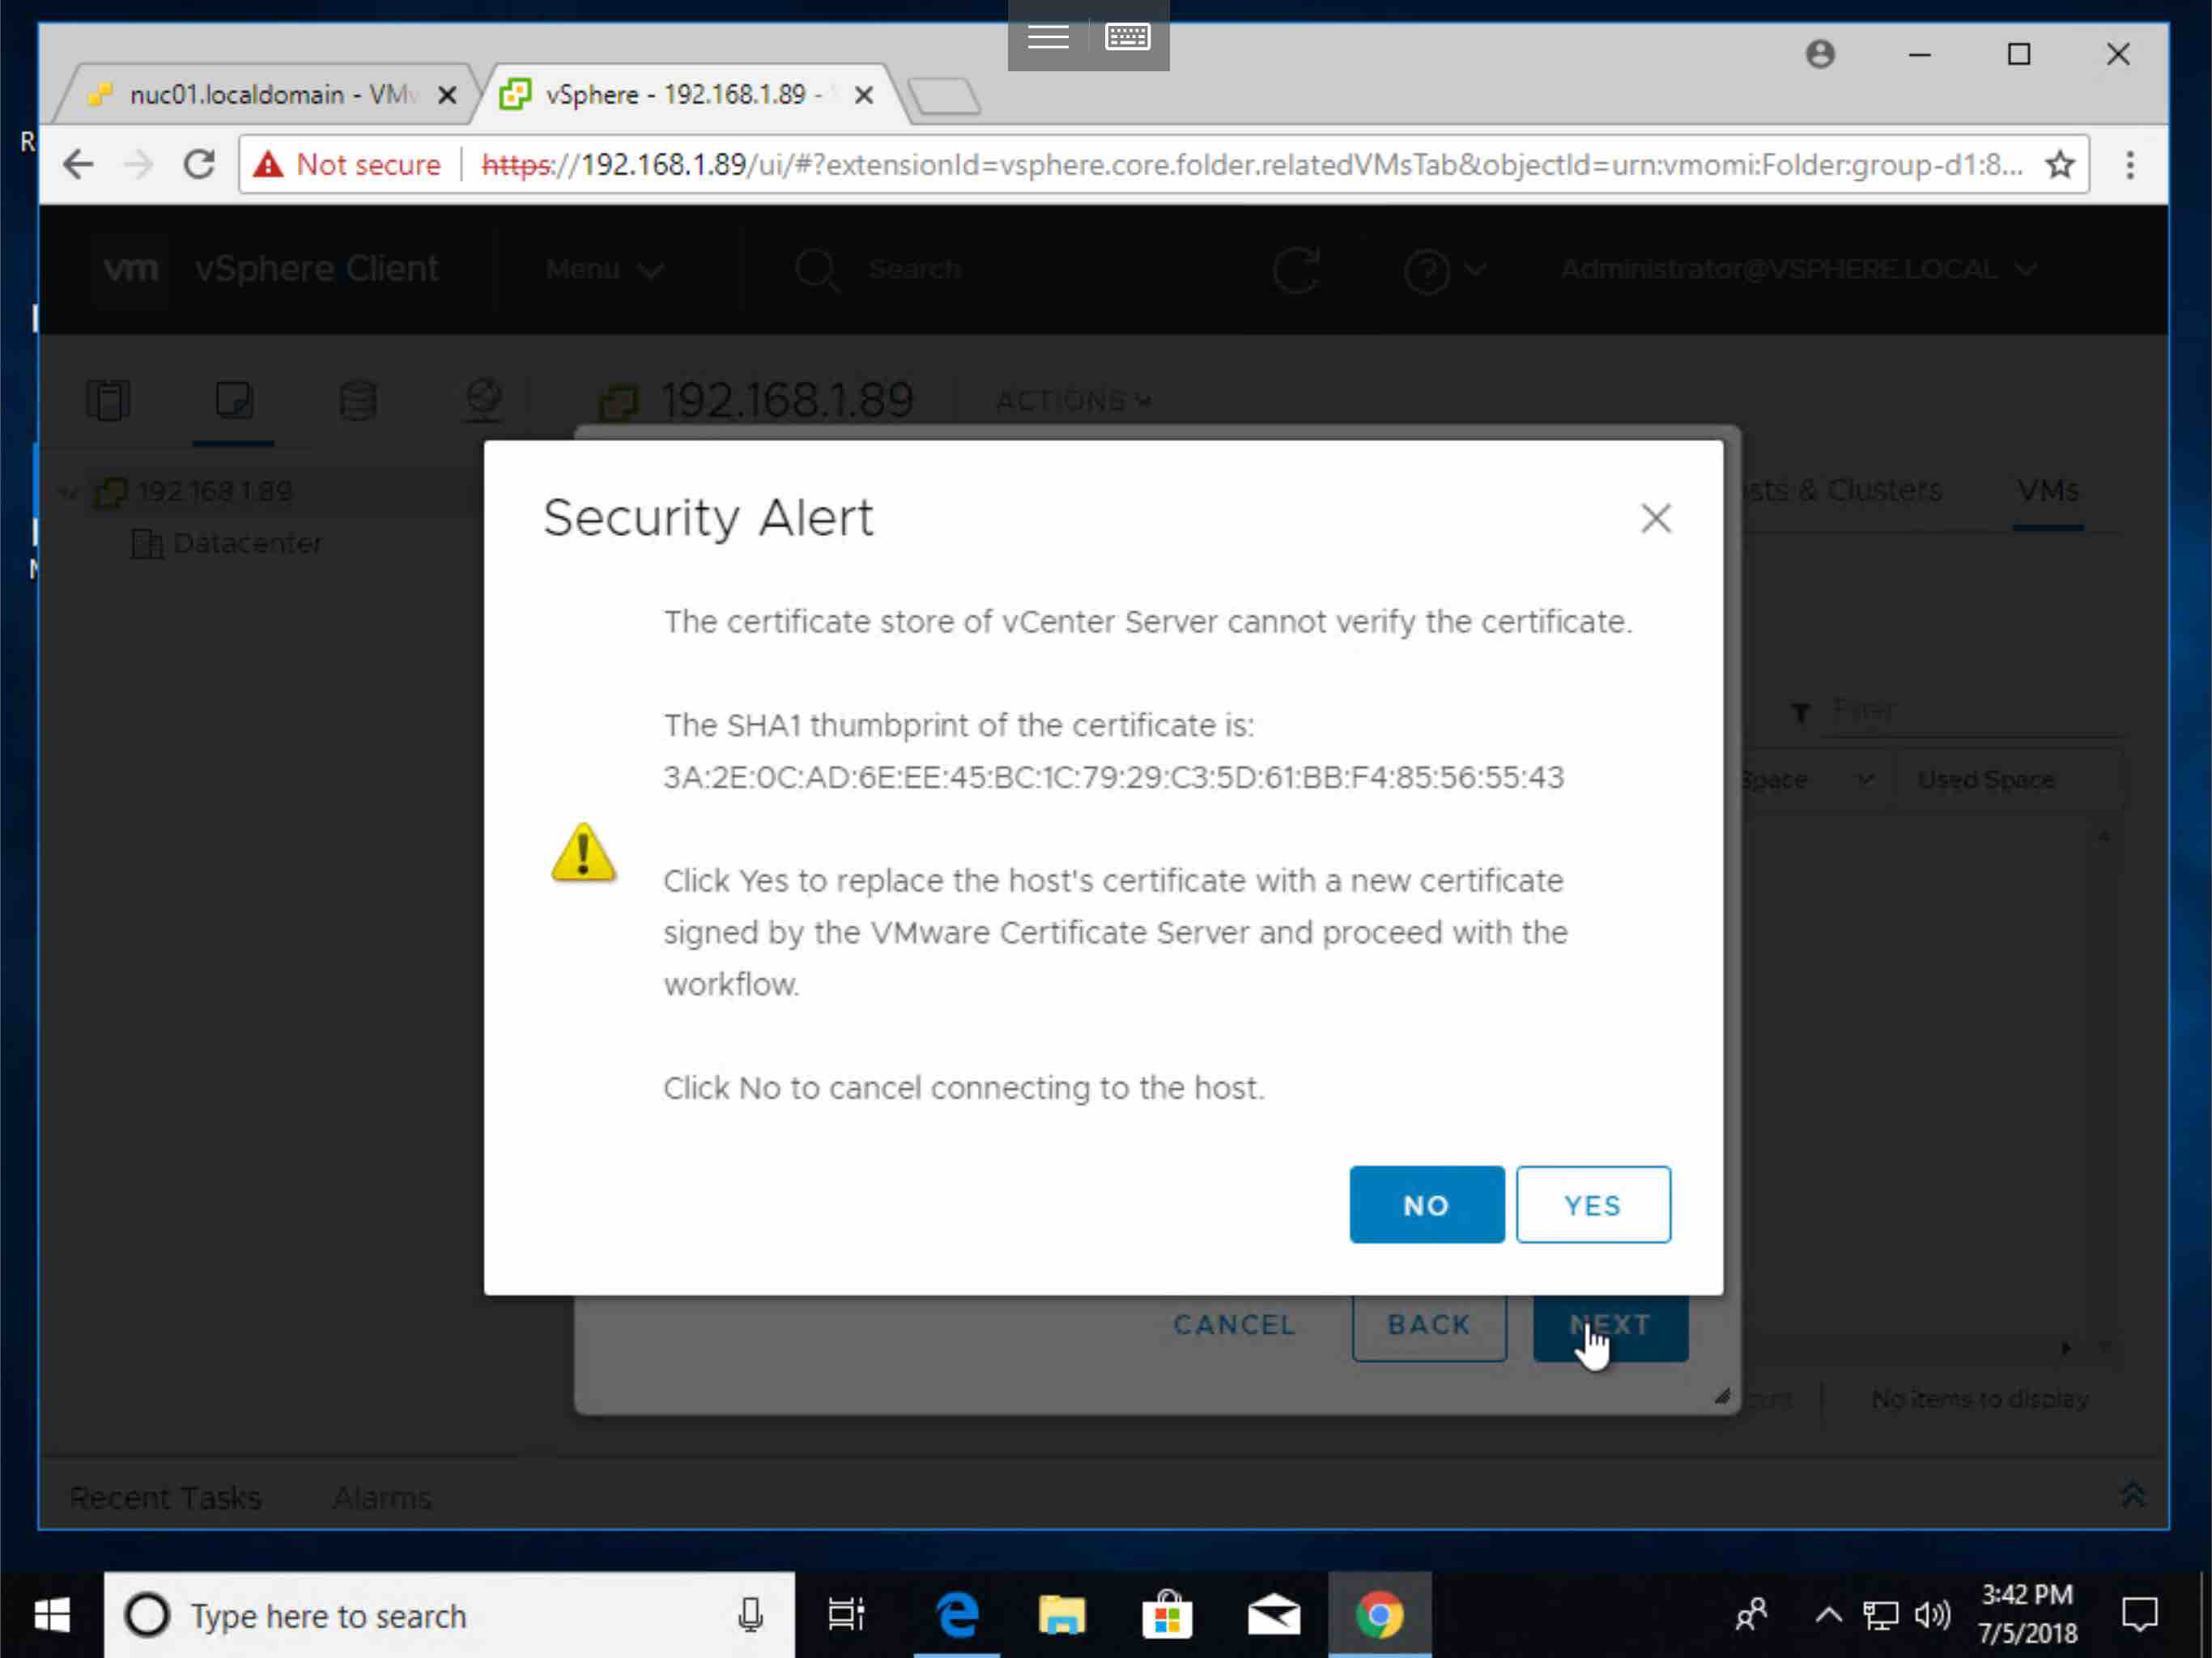 nuc01.localdomain - VM
vSphere - 192.168.1.89 -
Not secure
https://192.168.1.89/ui/#?extensionId=vsphere.core.folder.relatedVMsTab&objectId=urn:vmomi:Folder:group-d1:8...
vm vSphere Client
Menu
Search
Administrator@VSPHERE.LOCAL
192.168.1.89
ACTIONS
192.168.1.89
Datacenter
& Clusters
VMs
Filter
Space
Used Space
Security Alert
The certificate store of vCenter Server cannot verify the certificate.
The SHA1 thumbprint of the certificate is:
3A:2E:0C:AD:6E:EE:45:BC:1C:79:29:C3:5D:61:BB:F4:85:56:55:43
Click Yes to replace the host's certificate with a new certificate
signed by the VMware Certificate Server and proceed with the
workflow.
Click No to cancel connecting to the host.
NO
YES
CANCEL
BACK
NEXT
No items to display
Recent Tasks
Alarms
Type here to search
3:42 PM
7/5/2018